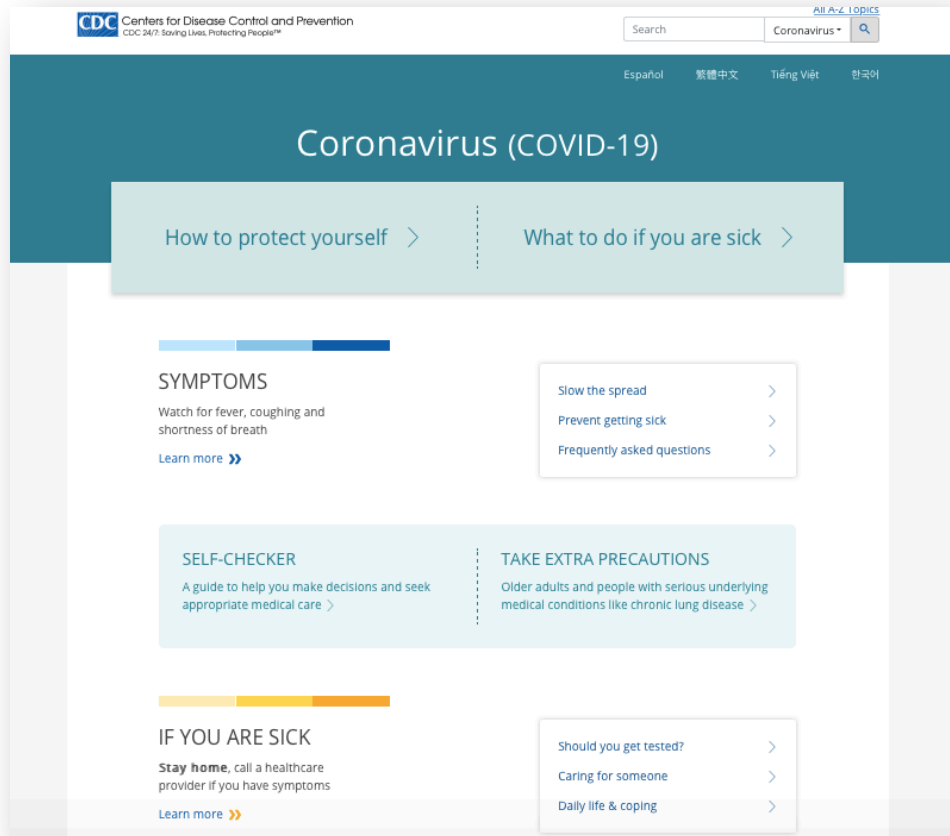 All A-Z Topics
CDC Centers for Disease Control and Prevention
CDC 24/7: Saving Lives, Protecting People™
Search
Coronavirus
Español 繁體中文 Tiếng Việt 한국어
Coronavirus (COVID-19)
How to protect yourself
What to do if you are sick
SYMPTOMS
Watch for fever, coughing and
shortness of breath
Learn more
Slow the spread
Prevent getting sick
Frequently asked questions
SELF-CHECKER
A guide to help you make decisions and seek
appropriate medical care
TAKE EXTRA PRECAUTIONS
Older adults and people with serious underlying
medical conditions like chronic lung disease
IF YOU ARE SICK
Stay home, call a healthcare
provider if you have symptoms
Learn more
Should you get tested?
Caring for someone
Daily life & coping